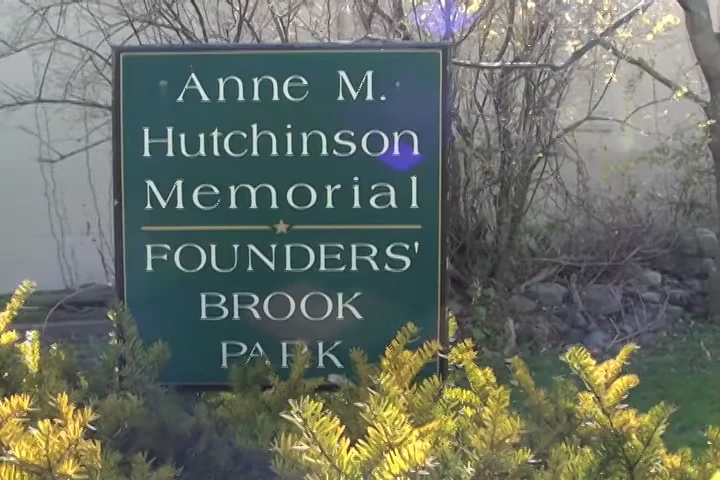 Anne M.
Hutchinson
Memorial
FOUNDERS'
BROOK
PARK